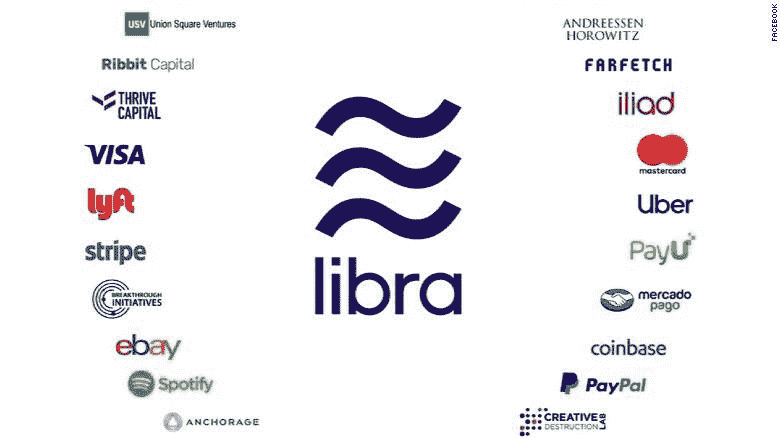 USV Union Square Ventures
Ribbit Capital
THRIVE
CAPITAL
VISA
lyft
stripe
BREAKTHROUGH
INITIATIVES
ebay
Spotify
ANCHORAGE
libra
ANDREESSEN
HOROWITZ
FARFETCH
iliad
mastercard
Uber
PayU
mercado
pago
coinbase
PayPal
CREATIVE
DESTRUCTION
LAB
FACEBOOK